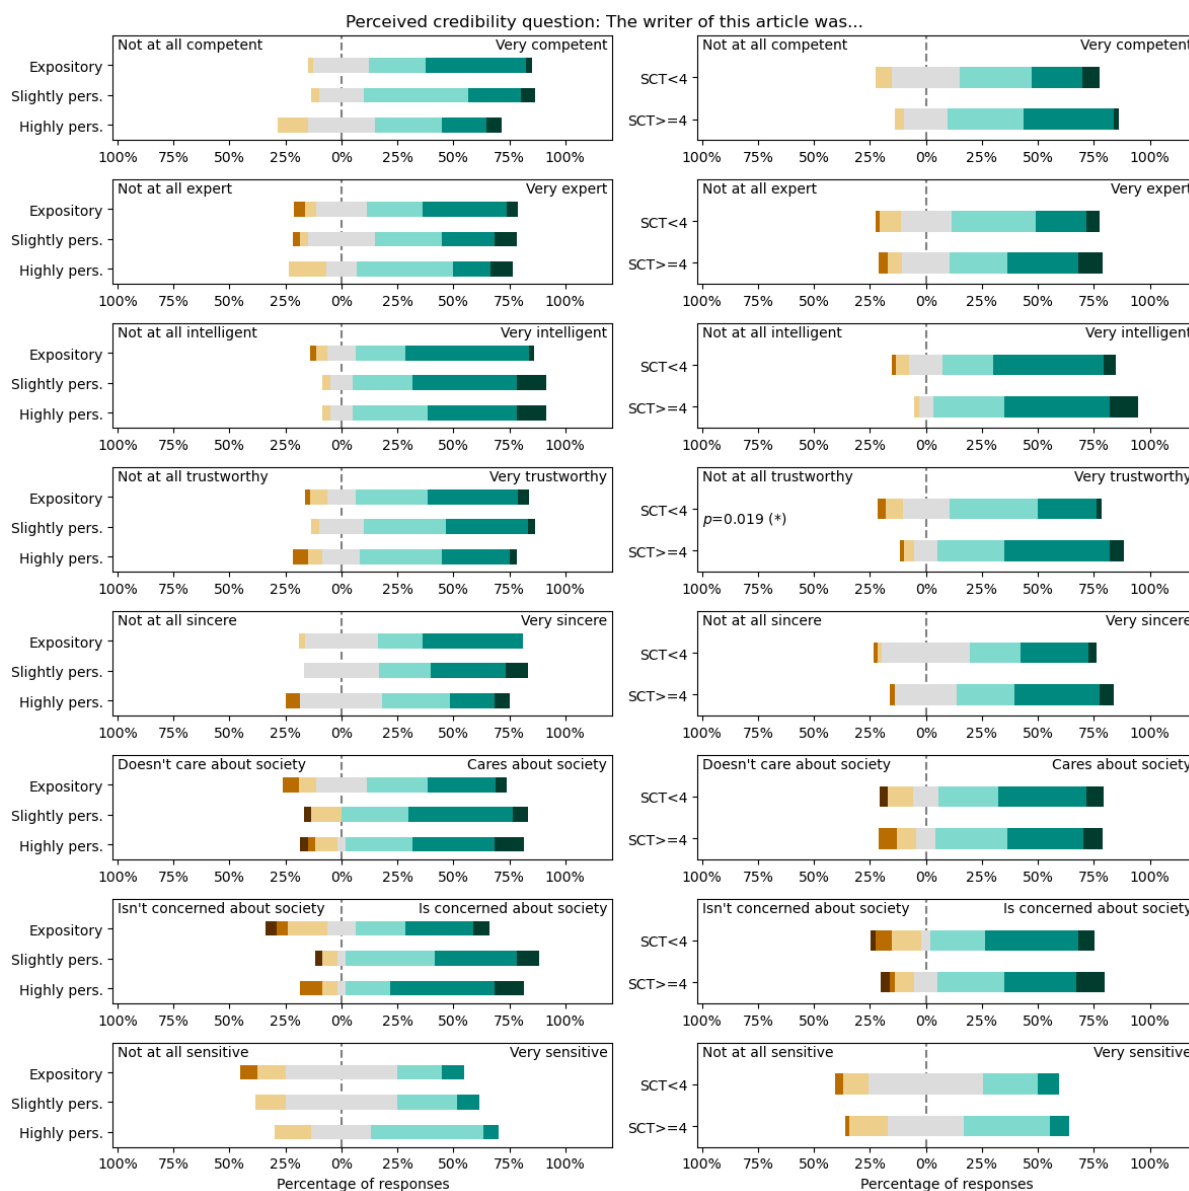 Perceived credibility question: The writer of this article was...
Not at all competent Very competent
Expository
Slightly pers.
Highly pers.
100% 75% 50% 25% 0% 25% 50% 75% 100%
Not at all competent Very competent
SCT<4
SCT>=4
100% 75% 50% 25% 0% 25% 50% 75% 100%
Not at all expert Very expert
Expository
Slightly pers.
Highly pers.
100% 75% 50% 25% 0% 25% 50% 75% 100%
Not at all expert Very expert
SCT<4
SCT>=4
100% 75% 50% 25% 0% 25% 50% 75% 100%
Not at all intelligent Very intelligent
Expository
Slightly pers.
Highly pers.
100% 75% 50% 25% 0% 25% 50% 75% 100%
Not at all intelligent Very intelligent
SCT<4
SCT>=4
100% 75% 50% 25% 0% 25% 50% 75% 100%
Not at all trustworthy Very trustworthy
Expository
Slightly pers.
Highly pers.
100% 75% 50% 25% 0% 25% 50% 75% 100%
Not at all trustworthy Very trustworthy
SCT<4
p=0.019 (*)
SCT>=4
100% 75% 50% 25% 0% 25% 50% 75% 100%
Not at all sincere Very sincere
Expository
Slightly pers.
Highly pers.
100% 75% 50% 25% 0% 25% 50% 75% 100%
Not at all sincere Very sincere
SCT<4
SCT>=4
100% 75% 50% 25% 0% 25% 50% 75% 100%
Doesn't care about society Cares about society
Expository
Slightly pers.
Highly pers.
100% 75% 50% 25% 0% 25% 50% 75% 100%
Doesn't care about society Cares about society
SCT<4
SCT>=4
100% 75% 50% 25% 0% 25% 50% 75% 100%
Isn't concerned about society Is concerned about society
Expository
Slightly pers.
Highly pers.
100% 75% 50% 25% 0% 25% 50% 75% 100%
Isn't concerned about society Is concerned about society
SCT<4
SCT>=4
100% 75% 50% 25% 0% 25% 50% 75% 100%
Not at all sensitive Very sensitive
Expository
Slightly pers.
Highly pers.
100% 75% 50% 25% 0% 25% 50% 75% 100%
Percentage of responses
Not at all sensitive Very sensitive
SCT<4
SCT>=4
100% 75% 50% 25% 0% 25% 50% 75% 100%
Percentage of responses